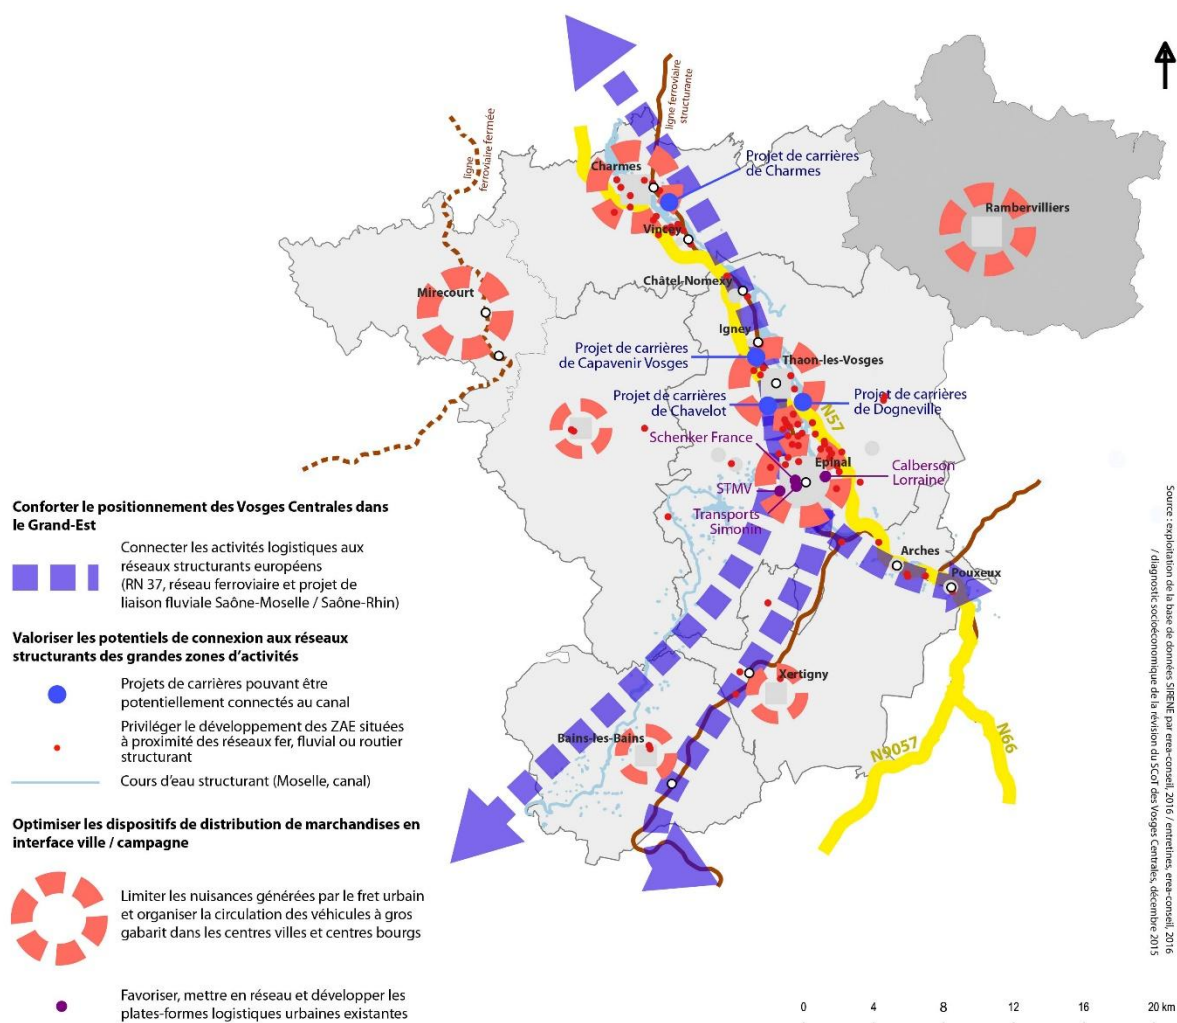 ligne ferroviaire
structurante
ligne
ferroviaire fermée
Charmes
Projet de carrières
de Charmes
Rambervilliers
Vincey
Châtel-Nomexy
Mirecourt
Igney
Projet de carrières
de Capavenir Vosges
Thaon-les-Vosges
Projet de carrières
de Chavelot
Projet de carrières
de Dogneville
N57
Schenker France
Epinal
Calberson
Lorraine
STMV
Transports
Simonin
Arches
Pouxeux
Xertigny
Bains-les-Bains
N9057
N66
Conforter le positionnement des Vosges Centrales dans
le Grand-Est
Connecter les activités logistiques aux
réseaux structurants européens
(RN 37, réseau ferroviaire et projet de
liaison fluviale Saône-Moselle / Saône-Rhin)
Valoriser les potentiels de connexion aux réseaux
structurants des grandes zones d'activités
Projets de carrières pouvant être
potentiellement connectés au canal
Priviléger le développement des ZAE situées
à proximité des réseaux fer, fluvial ou routier
structurant
Cours d'eau structurant (Moselle, canal)
Optimiser les dispositifs de distribution de marchandises en
interface ville / campagne
Limiter les nuisances générées par le fret urbain
et organiser la circulation des véhicules à gros
gabarit dans les centres villes et centres bourgs
Favoriser, mettre en réseau et développer les
plates-formes logistiques urbaines existantes
0 4 8 12 16 20 km
Source : exploitation de la base de données SIRENE par erea-conseil, 2016 / entretines, erea-conseil, 2016
/ diagnostic socioéconomique de la révision du SCoT des Vosges Centrales, décembre 2015